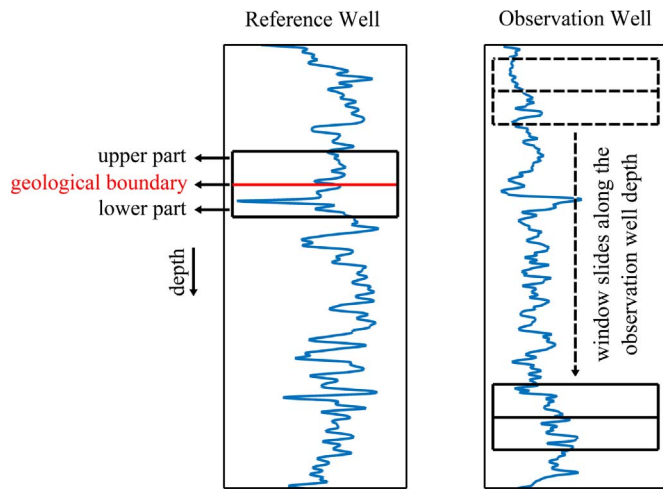 Reference Well
Observation Well
upper part
geological boundary
lower part
depth
window slides along the
observation well depth